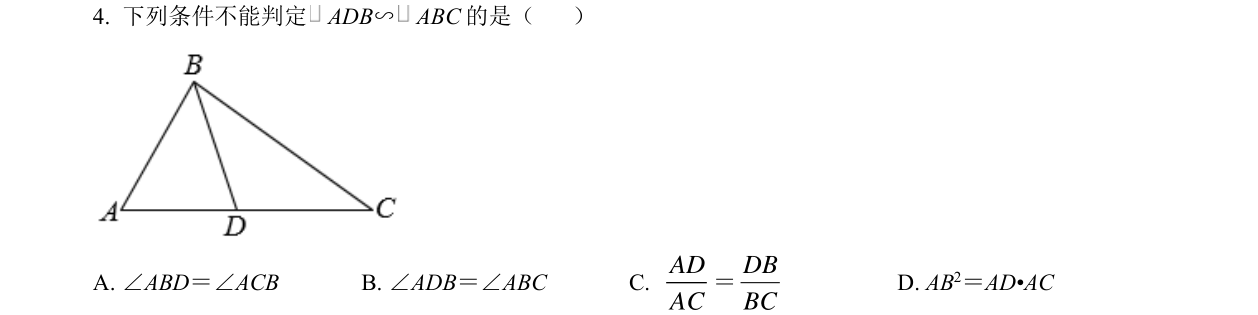 4. 下列条件不能判定 ADB∽ ABC的是（    ）
B
A
D
C
A. ∠ABD＝∠ACB B. ∠ADB＝∠ABC C. AD/AC = DB/BC D. AB²＝AD•AC